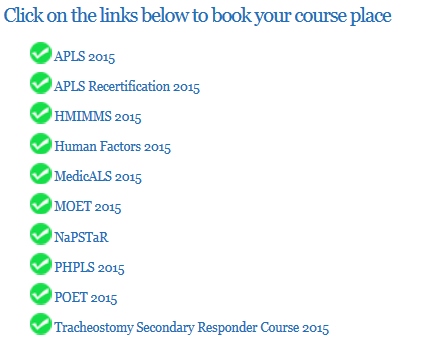 Click on the links below to book your course place
APLS 2015
APLS Recertification 2015
HMIMMS 2015
Human Factors 2015
MedicALS 2015
MOET 2015
NaPSTaR
PHPLS 2015
POET 2015
Tracheostomy Secondary Responder Course 2015